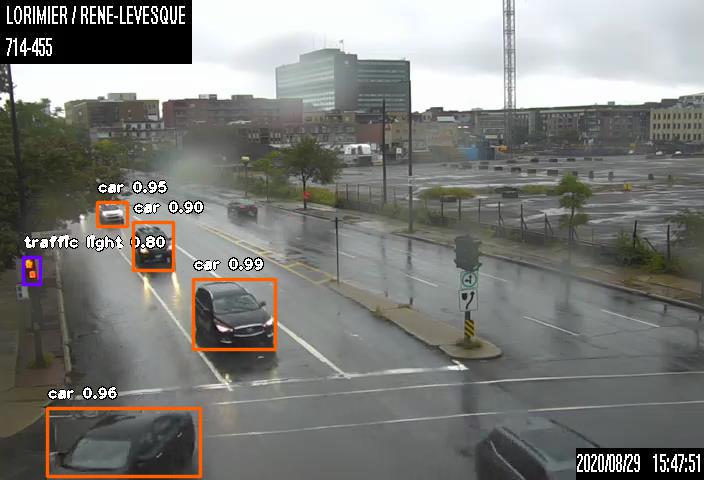 LORIMIER / RENE-LEVESQUE
714-455
car 0.95
car 0.90
traffic light 0.80
car 0.99
car 0.96
2020/08/29 15:47:51